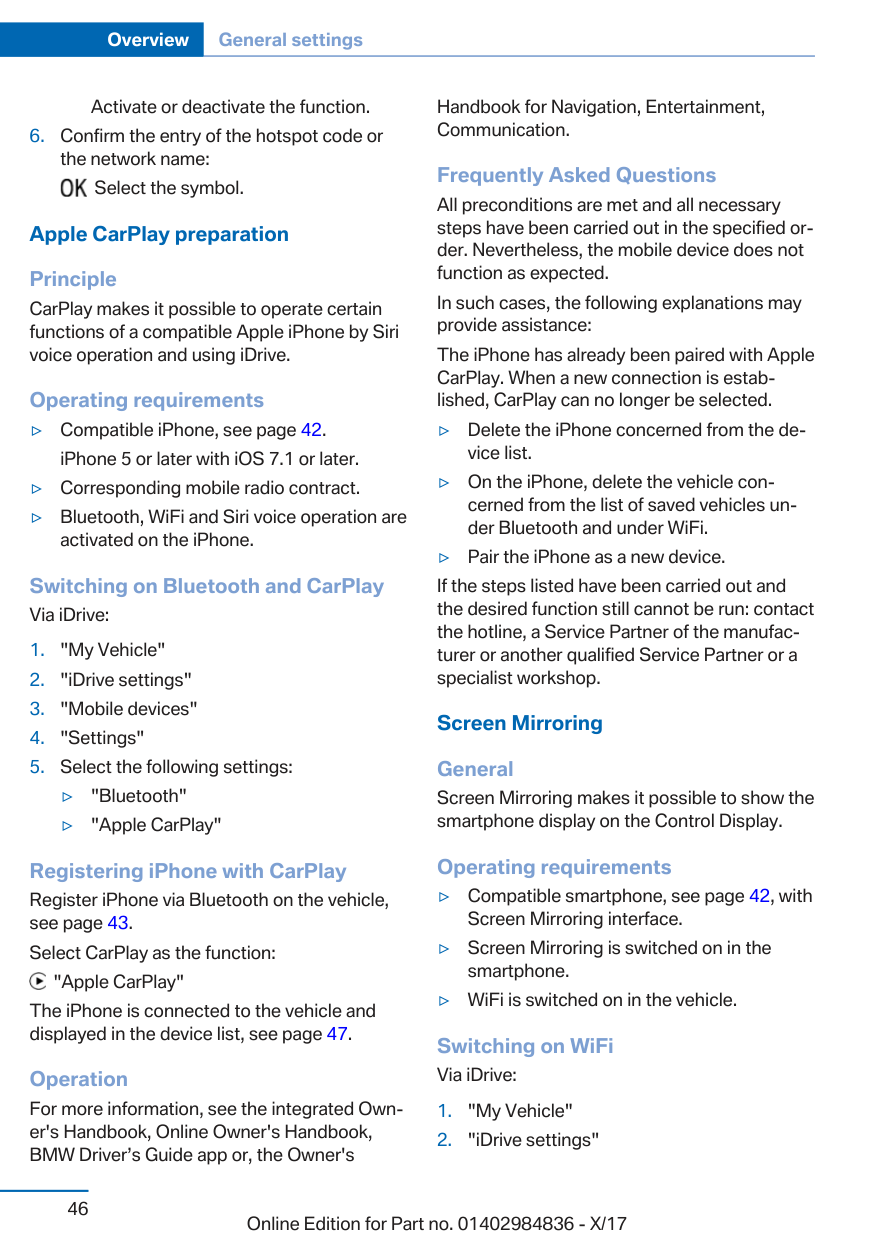 Overview General settings
Activate or deactivate the function.
6. Confirm the entry of the hotspot code or
the network name:
OK Select the symbol.
Apple CarPlay preparation
Principle
CarPlay makes it possible to operate certain
functions of a compatible Apple iPhone by Siri
voice operation and using iDrive.
Operating requirements
▷ Compatible iPhone, see page 42.
iPhone 5 or later with iOS 7.1 or later.
▷ Corresponding mobile radio contract.
▷ Bluetooth, WiFi and Siri voice operation are
activated on the iPhone.
Switching on Bluetooth and CarPlay
Via iDrive:
1. "My Vehicle"
2. "iDrive settings"
3. "Mobile devices"
4. "Settings"
5. Select the following settings:
▷ "Bluetooth"
▷ "Apple CarPlay"
Registering iPhone with CarPlay
Register iPhone via Bluetooth on the vehicle,
see page 43.
Select CarPlay as the function:
"Apple CarPlay"
The iPhone is connected to the vehicle and
displayed in the device list, see page 47.
Operation
For more information, see the integrated Own-
er's Handbook, Online Owner's Handbook,
BMW Driver’s Guide app or, the Owner's
Handbook for Navigation, Entertainment,
Communication.
Frequently Asked Questions
All preconditions are met and all necessary
steps have been carried out in the specified or-
der. Nevertheless, the mobile device does not
function as expected.
In such cases, the following explanations may
provide assistance:
The iPhone has already been paired with Apple
CarPlay. When a new connection is estab-
lished, CarPlay can no longer be selected.
▷ Delete the iPhone concerned from the de-
vice list.
▷ On the iPhone, delete the vehicle con-
cerned from the list of saved vehicles un-
der Bluetooth and under WiFi.
▷ Pair the iPhone as a new device.
If the steps listed have been carried out and
the desired function still cannot be run: contact
the hotline, a Service Partner of the manufac-
turer or another qualified Service Partner or a
specialist workshop.
Screen Mirroring
General
Screen Mirroring makes it possible to show the
smartphone display on the Control Display.
Operating requirements
▷ Compatible smartphone, see page 42, with
Screen Mirroring interface.
▷ Screen Mirroring is switched on in the
smartphone.
▷ WiFi is switched on in the vehicle.
Switching on WiFi
Via iDrive:
1. "My Vehicle"
2. "iDrive settings"
46
Online Edition for Part no. 01402984836 - X/17